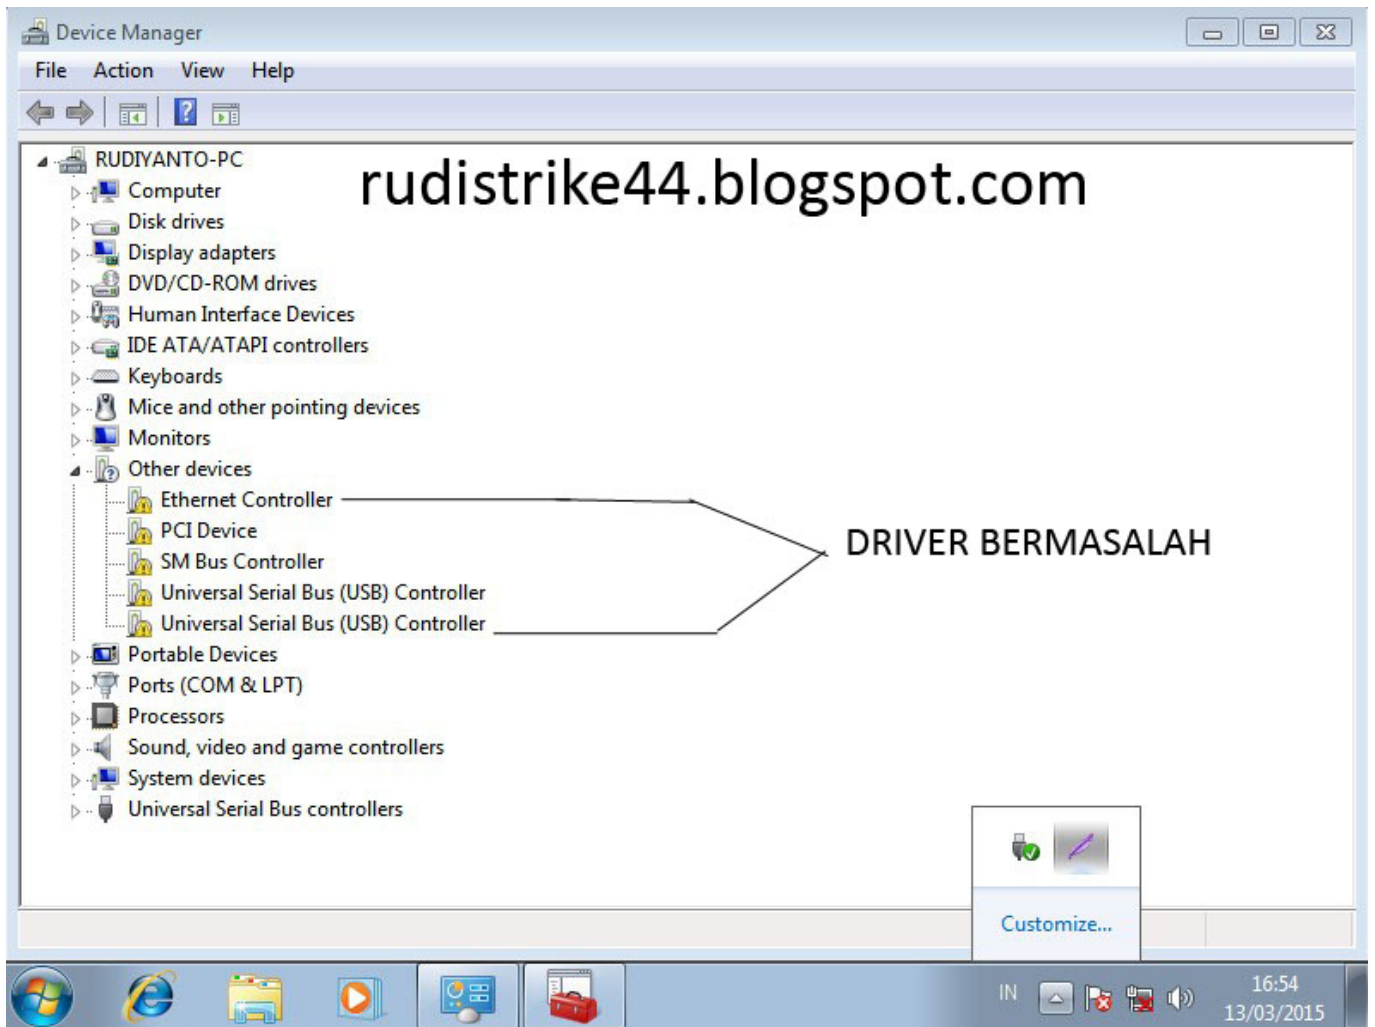 Device Manager
File Action View Help
RUDIYANTO-PC
rudistrike44.blogspot.com
Computer
Disk drives
Display adapters
DVD/CD-ROM drives
Human Interface Devices
IDE ATA/ATAPI controllers
Keyboards
Mice and other pointing devices
Monitors
Other devices
Ethernet Controller
PCI Device
DRIVER BERMASALAH
SM Bus Controller
Universal Serial Bus (USB) Controller
Universal Serial Bus (USB) Controller
Portable Devices
Ports (COM & LPT)
Processors
Sound, video and game controllers
System devices
Universal Serial Bus controllers
Customize...
IN
16:54
13/03/2015